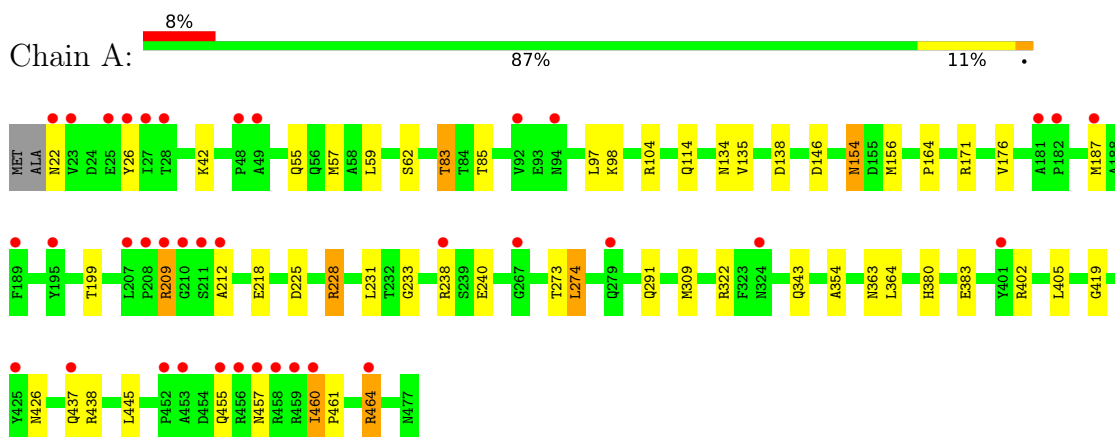 8%
Chain A:
87% 11% •
MET ALA N22 V23 D24 E25 Y26 I27 T28 K42 P48 A49 Q55 Q56 M57 A58 L59 S62 T83 T84 T85 V92 E93 N94 L97 K98 R104 Q114 N134 V135 D138 D146 N154 D155 M156 P164 R171 V176 A181 P182 M187 A188
F189 Y195 T199 L207 P208 R209 G210 S211 A212 E218 D225 R228 L231 T232 G233 R238 S239 E240 G267 T273 L274 Q279 Q291 M309 R322 F323 N324 Q343 A354 N363 L364 H380 E383 Y401 R402 L405 G419
Y425 N426 Q437 R438 L445 P452 A453 D454 Q455 R456 N457 R458 R459 I460 P461 R464 N477